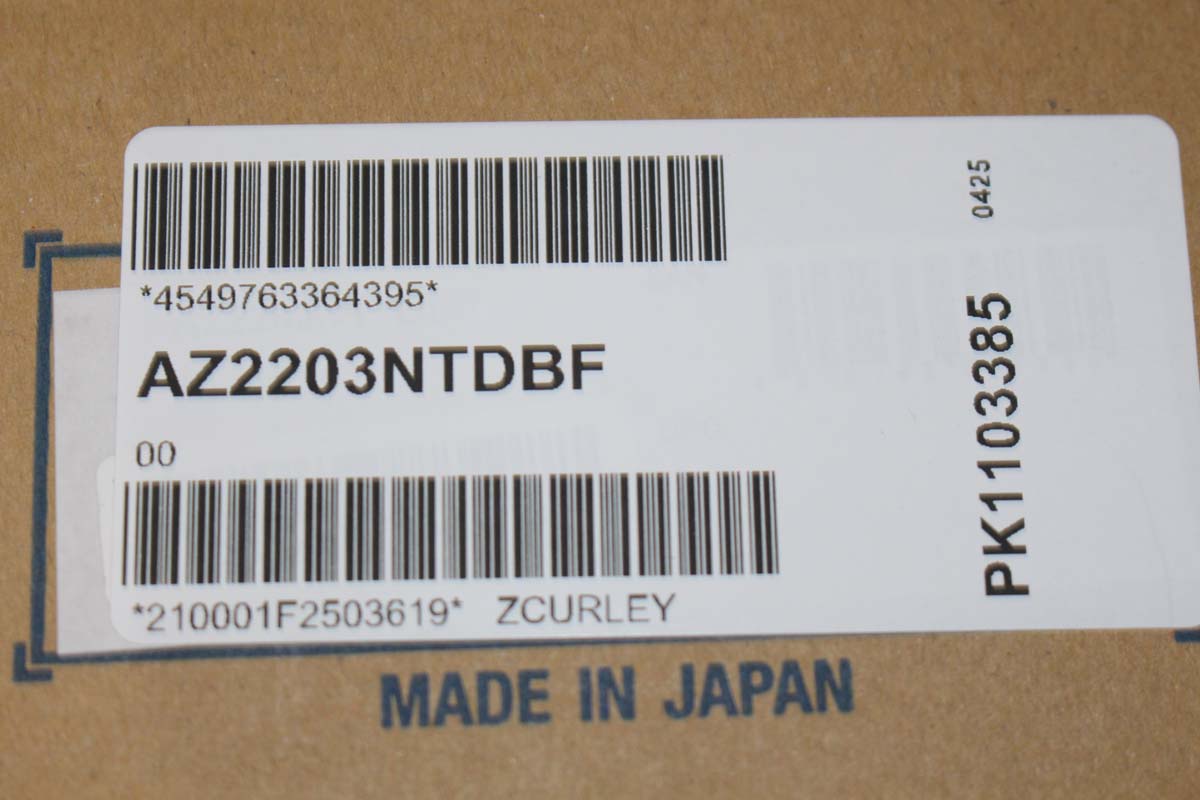 *4549763364395*
AZ2203NTDBF
00
*210001F2503619* ZCURLEY
PK1103385 0425
MADE IN JAPAN